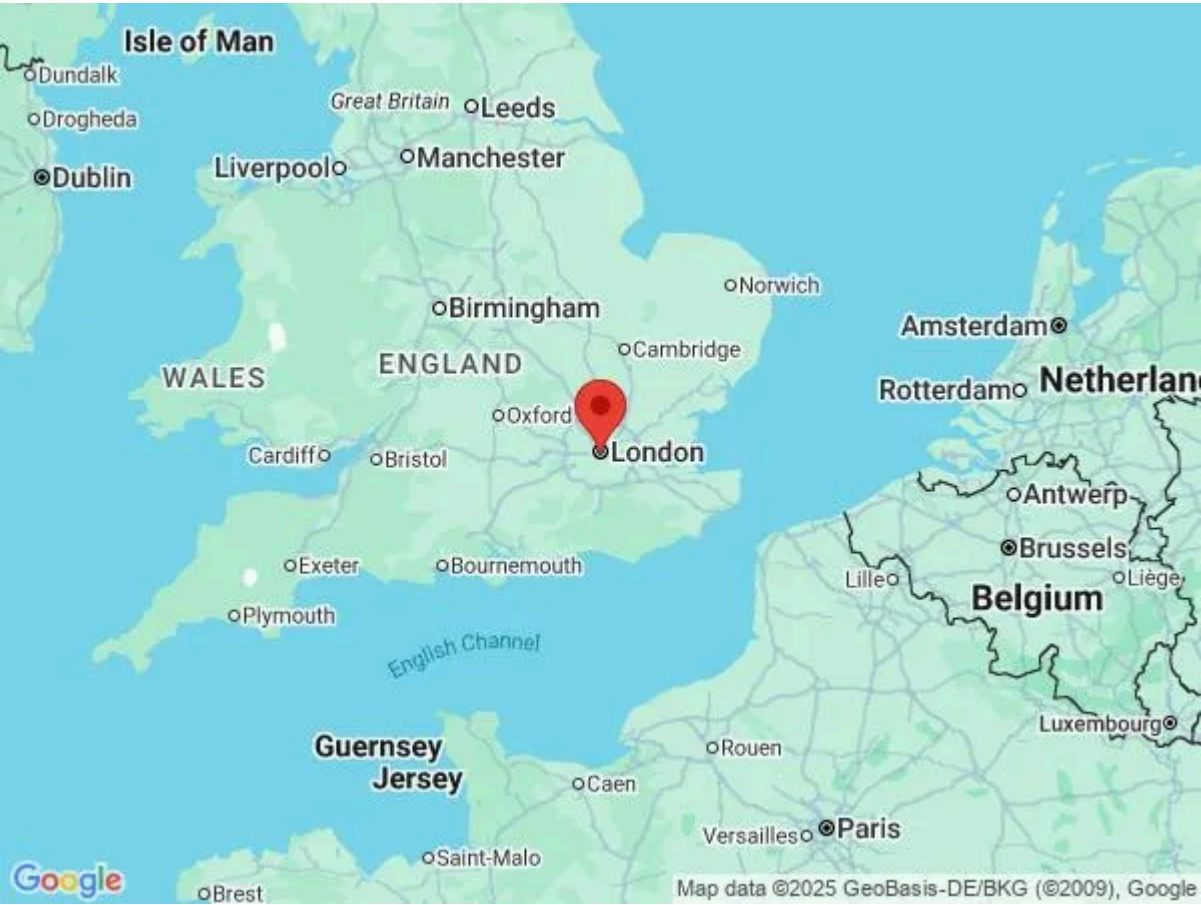 Isle of Man
Dundalk
Great Britain
Leeds
Drogheda
Manchester
Liverpool
Dublin
Norwich
Birmingham
Amsterdam
Cambridge
ENGLAND
WALES
Netherlan
Rotterdam
Oxford
London
Cardiff
Bristol
Antwerp
Brussels
Exeter
Bournemouth
Lille
Liège
Belgium
Plymouth
English Channel
Luxembourg
Guernsey
Jersey
Rouen
Caen
Versailles
Paris
Saint-Malo
Google
Brest
Map data ©2025 GeoBasis-DE/BKG (©2009), Google